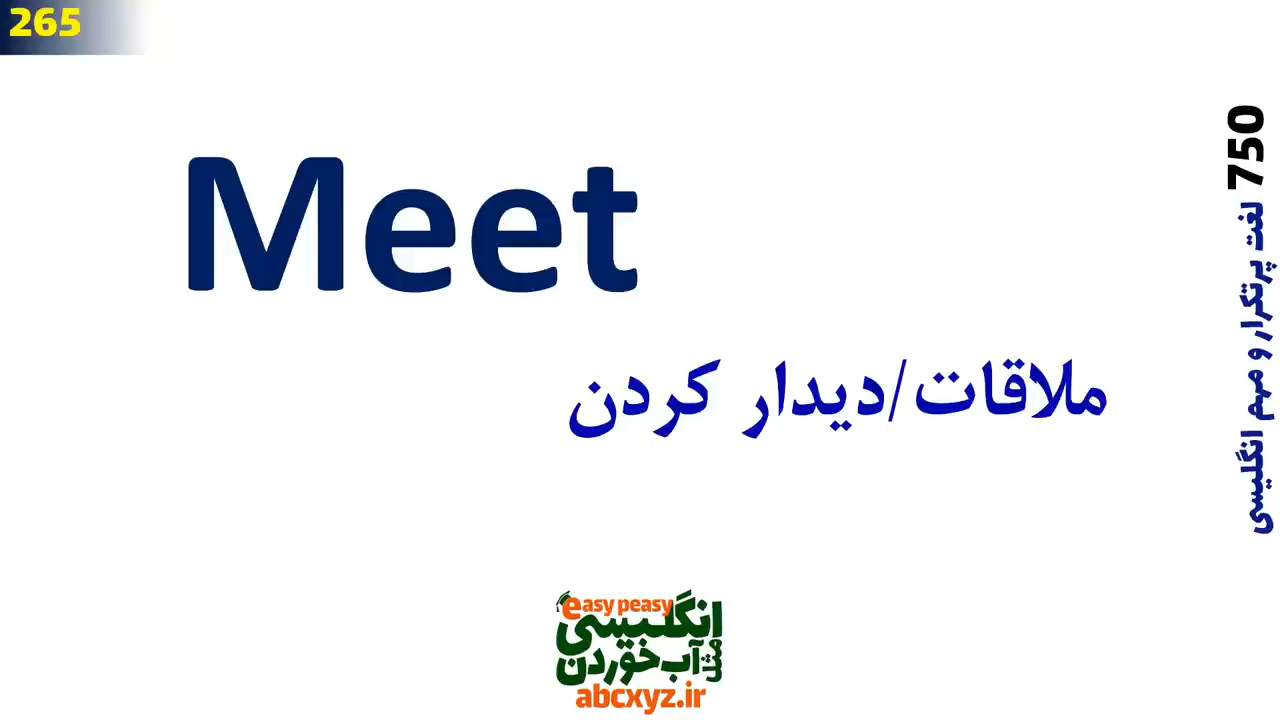 265
Meet
ملاقات/دیدار کردن
750 لغت پرتکرار و مهم انگلیسی
easy peasy
انگلیسی
مثل آب خوردن
abcxyz.ir